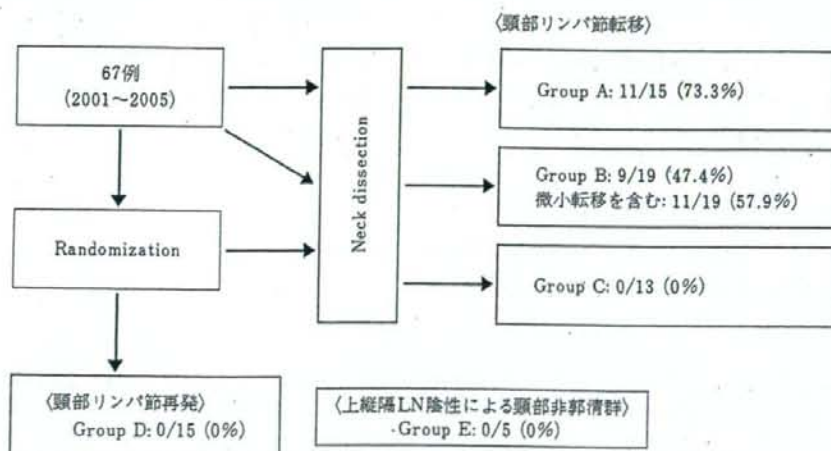 〈頸部リンパ節転移〉
67例
(2001～2005)
Neck dissection
Group A: 11/15 (73.3%)
Group B: 9/19 (47.4%)
微小転移を含む: 11/19 (57.9%)
Randomization
Group C: 0/13 (0%)
〈頸部リンパ節再発〉
Group D: 0/15 (0%)
〈上縦隔LN陰性による頸部非郭清群〉
Group E: 0/5 (0%)